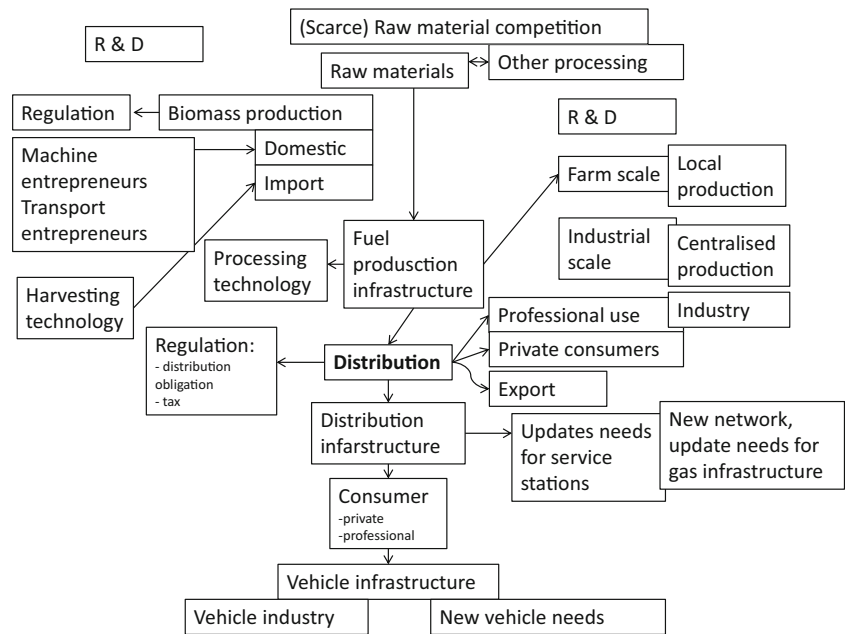 (Scarce) Raw material competition
R & D
Raw materials
Other processing
Regulation
Biomass production
R & D
Machine
entrepreneurs
Transport
entrepreneurs
Domestic
Import
Farm scale
Local
production
Harvesting
technology
Processing
technology
Fuel
produsction
infrastructure
Industrial
scale
Centralised
production
Regulation:
- distribution
obligation
- tax
Distribution
Professional use
Industry
Private consumers
Export
Distribution
infarstructure
Updates needs
for service
stations
New network,
update needs for
gas infrastructure
Consumer
-private
-professional
Vehicle infrastructure
Vehicle industry
New vehicle needs